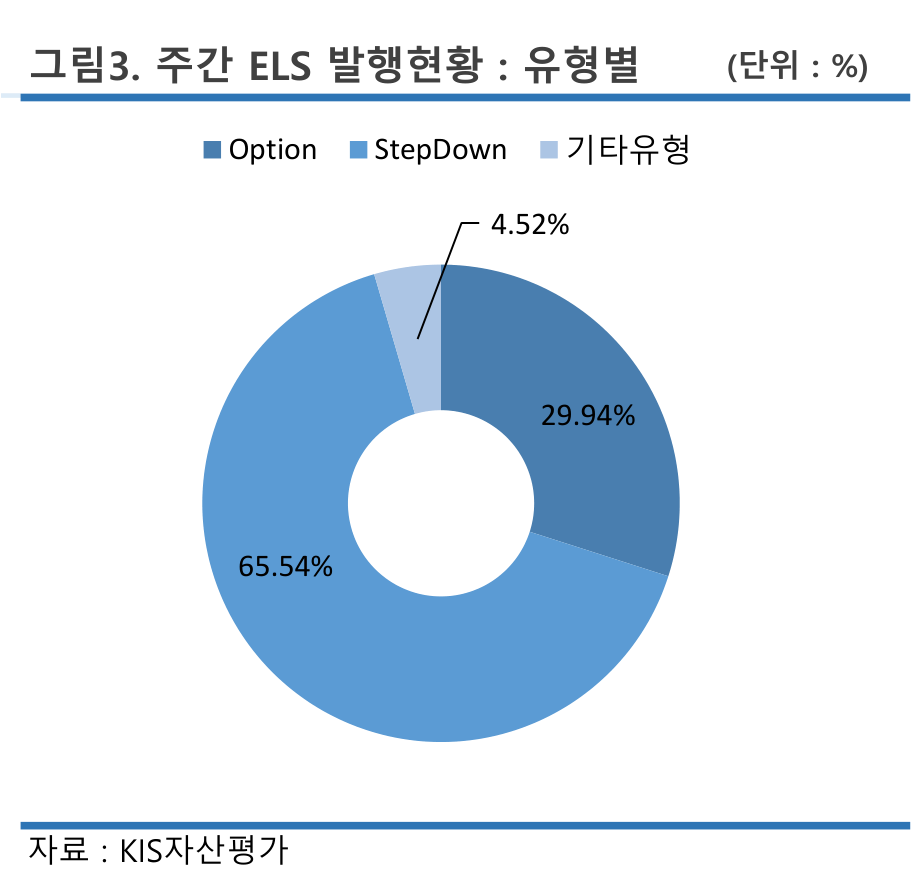 그림3. 주간 ELS 발행현황 : 유형별 (단위 : %)
Option StepDown 기타유형
4.52%
29.94%
65.54%
자료 : KIS자산평가